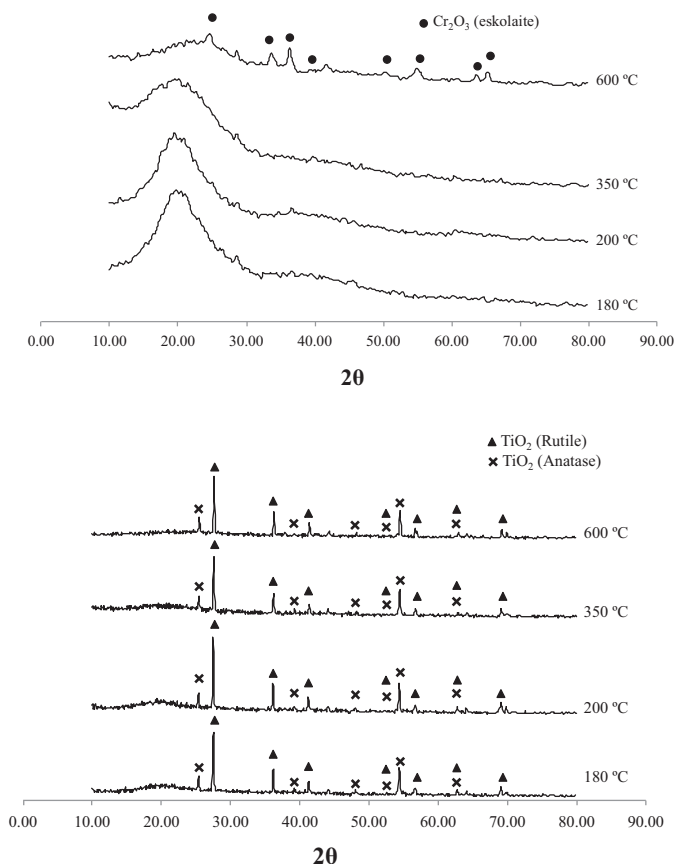 ● Cr₂O₃ (eskolaite)
600 ºC
350 ºC
200 ºC
180 ºC
0.00 10.00 20.00 30.00 40.00 50.00 60.00 70.00 80.00 90.00
2θ
▲ TiO₂ (Rutile)
× TiO₂ (Anatase)
600 ºC
350 ºC
200 ºC
180 ºC
0.00 10.00 20.00 30.00 40.00 50.00 60.00 70.00 80.00 90.00
2θ